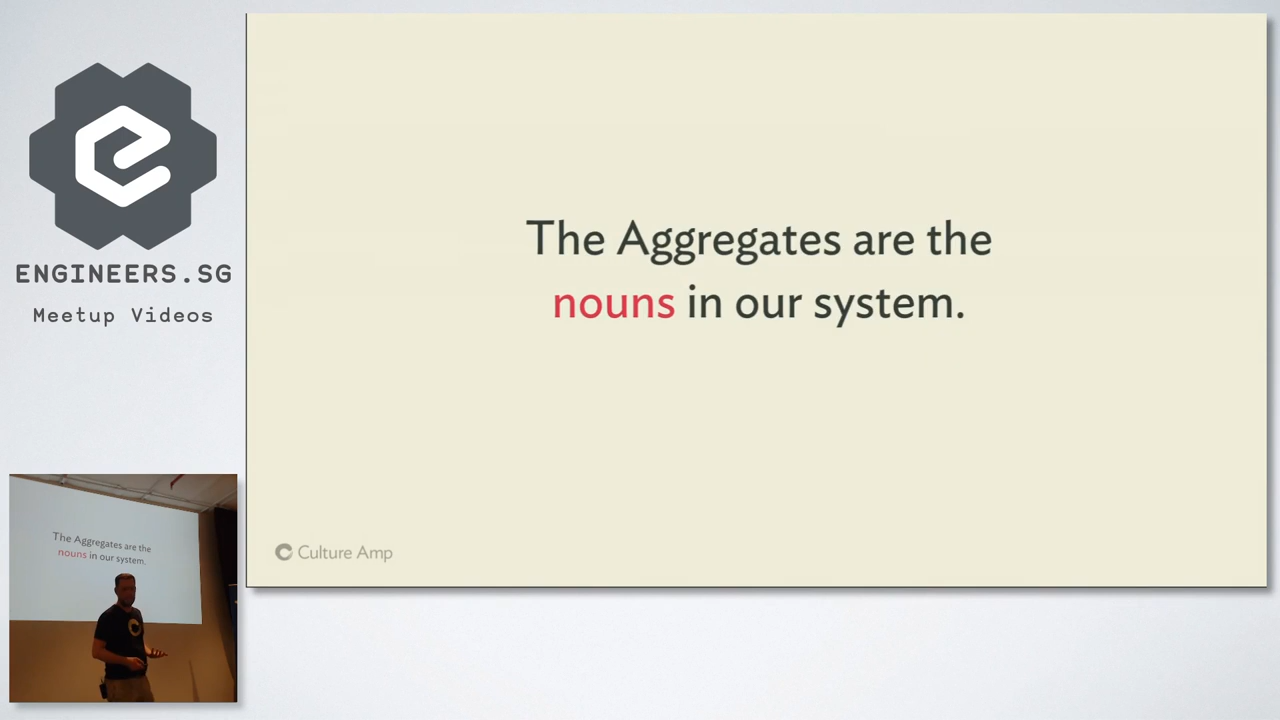 ENGINEERS.SG
Meetup Videos
The Aggregates are the
nouns in our system.
Culture Amp
The Aggregates are the
nouns in our system.